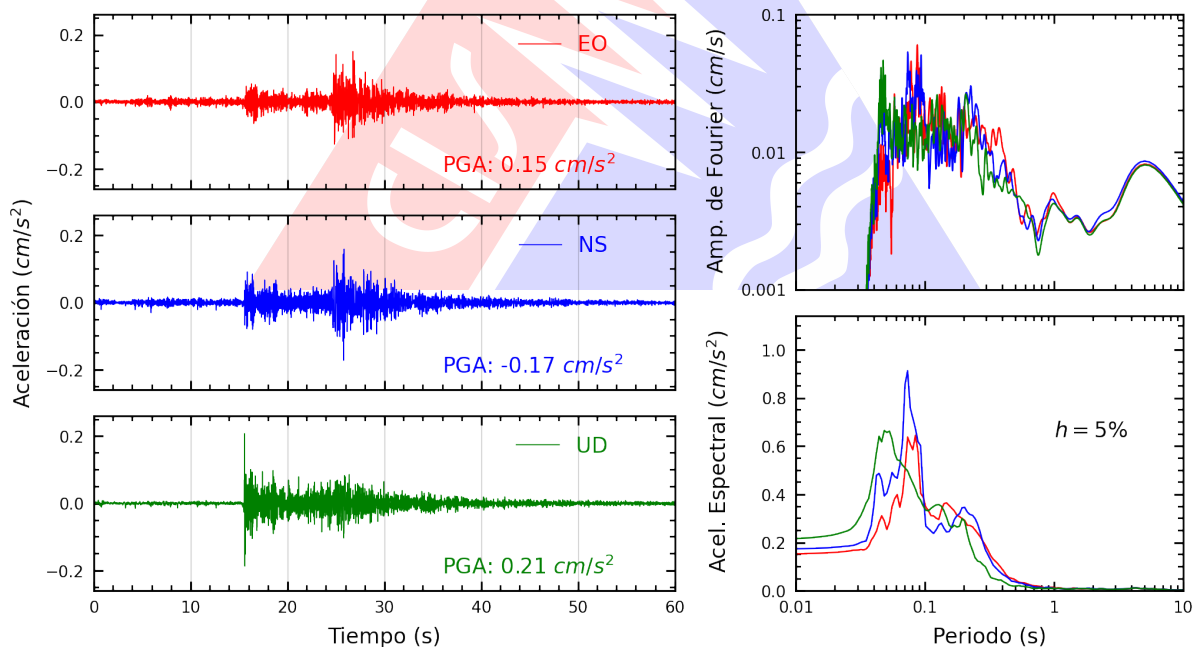 0.2
0.0
−0.2
EO
PGA: 0.15 cm/s²
0.2
0.0
−0.2
NS
PGA: -0.17 cm/s²
0.2
0.0
−0.2
UD
PGA: 0.21 cm/s²
0 10 20 30 40 50 60
Tiempo (s)
Aceleración (cm/s²)
0.1
0.01
0.001
Amp. de Fourier (cm/s)
1.0
0.8
0.6
0.4
0.2
0.0
h = 5%
Acel. Espectral (cm/s²)
0.01 0.1 1 10
Periodo (s)